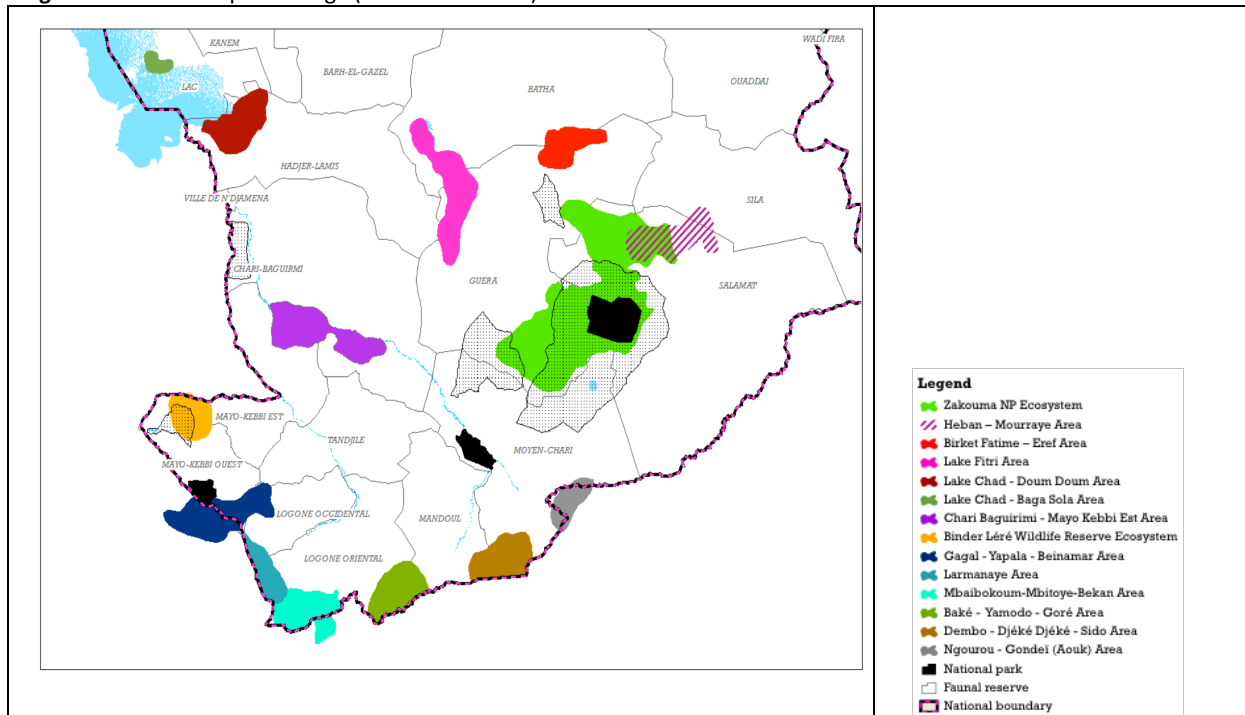 KANEM
WADI FIRA
BARH-EL-GAZEL
OUADDAI
LAC
BATHA
HADJER-LAMIS
VILLE DE N'DJAMENA
SILA
CHARI-BAGUIRMI
GUERA
SALAMAT
MAYO-KEBBI EST
TANDJILE
MOYEN-CHARI
MAYO-KEBBI OUEST
LOGONE OCCIDENTAL
MANDOUL
LOGONE ORIENTAL
Legend
Zakouma NP Ecosystem
Heban – Mourraye Area
Birket Fatime – Eref Area
Lake Fitri Area
Lake Chad - Doum Doum Area
Lake Chad - Baga Sola Area
Chari Baguirimi - Mayo Kebbi Est Area
Binder Léré Wildlife Reserve Ecosystem
Gagal - Yapala - Beinamar Area
Larmanaye Area
Mbaibokoum-Mbitoye-Bekan Area
Baké - Yamodo - Goré Area
Dembo - Djéké Djéké - Sido Area
Ngourou - Gondeï (Aouk) Area
National park
Faunal reserve
National boundary